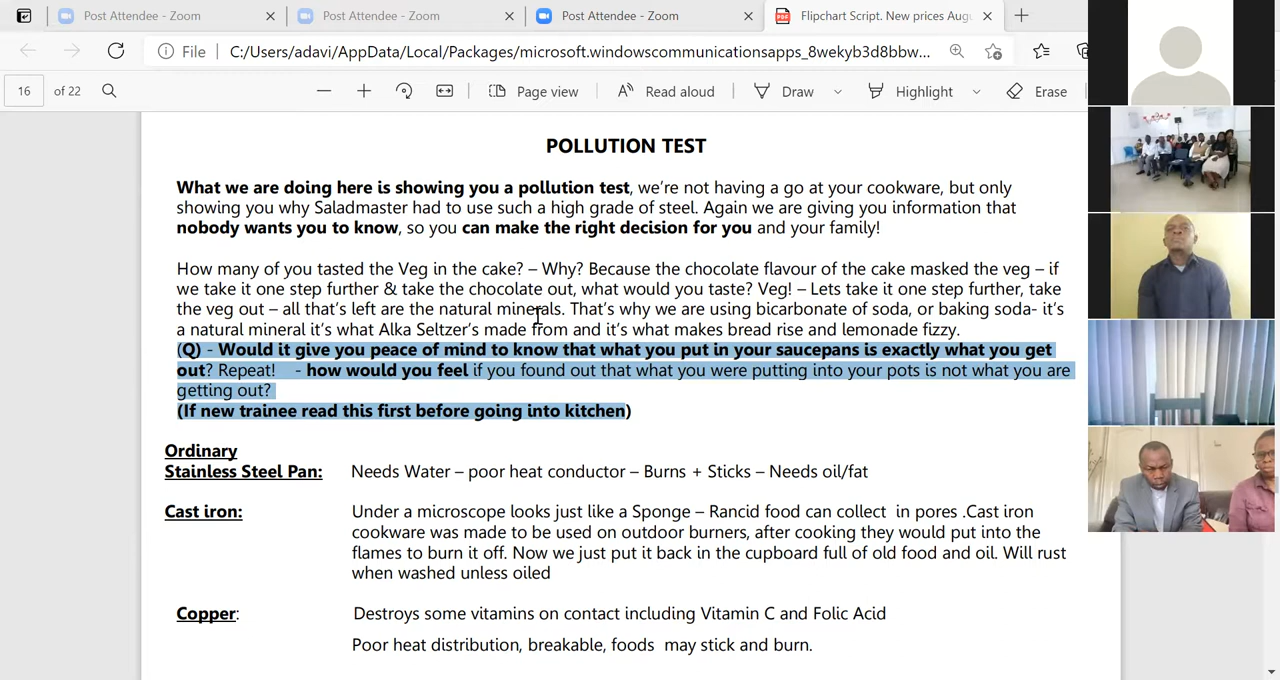 Post Attendee - Zoom
Post Attendee - Zoom
Post Attendee - Zoom
Flipchart Script. New prices Aug
File
C:/Users/adavi/AppData/Local/Packages/microsoft.windowscommunicationsapps_8wekyb3d8bbw...
16 of 22
Page view
Read aloud
Draw
Highlight
Erase
POLLUTION TEST
What we are doing here is showing you a pollution test, we're not having a go at your cookware, but only
showing you why Saladmaster had to use such a high grade of steel. Again we are giving you information that
nobody wants you to know, so you can make the right decision for you and your family!
How many of you tasted the Veg in the cake? – Why? Because the chocolate flavour of the cake masked the veg – if
we take it one step further & take the chocolate out, what would you taste? Veg! – Lets take it one step further, take
the veg out – all that's left are the natural minerals. That's why we are using bicarbonate of soda, or baking soda- it's
a natural mineral it's what Alka Seltzer's made from and it's what makes bread rise and lemonade fizzy.
(Q) - Would it give you peace of mind to know that what you put in your saucepans is exactly what you get
out? Repeat! - how would you feel if you found out that what you were putting into your pots is not what you are
getting out?
(If new trainee read this first before going into kitchen)
Ordinary
Stainless Steel Pan: Needs Water – poor heat conductor – Burns + Sticks – Needs oil/fat
Cast iron: Under a microscope looks just like a Sponge – Rancid food can collect in pores .Cast iron
cookware was made to be used on outdoor burners, after cooking they would put into the
flames to burn it off. Now we just put it back in the cupboard full of old food and oil. Will rust
when washed unless oiled
Copper: Destroys some vitamins on contact including Vitamin C and Folic Acid
Poor heat distribution, breakable, foods may stick and burn.